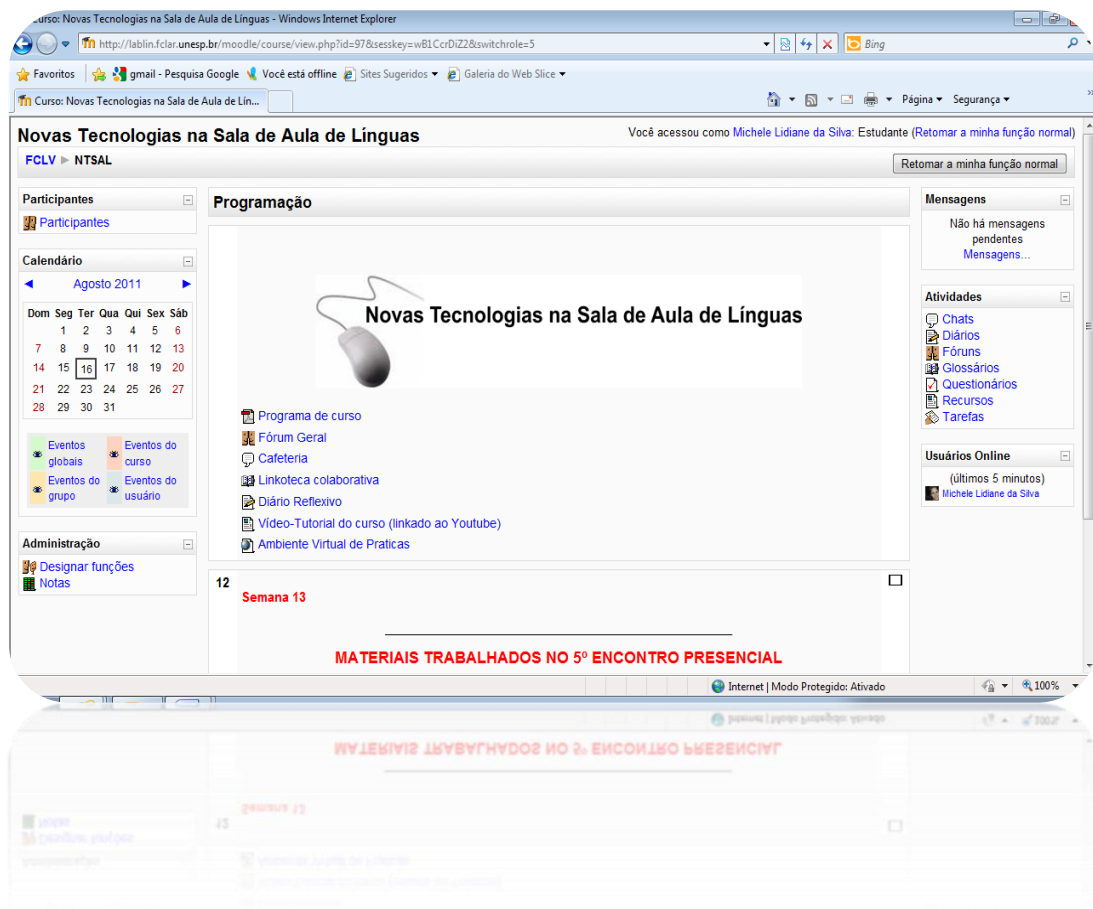 Curso: Novas Tecnologias na Sala de Aula de Línguas - Windows Internet Explorer
http://lablin.fclar.unesp.br/moodle/course/view.php?id=97&sesskey=wB1CcrDiZ2&switchrole=5
Bing
Favoritos
gmail - Pesquisa Google
Você está offline
Sites Sugeridos
Galeria do Web Slice
Curso: Novas Tecnologias na Sala de Aula de Lín...
Página
Segurança
Novas Tecnologias na Sala de Aula de Línguas
Você acessou como Michele Lidiane da Silva: Estudante (Retomar a minha função normal)
FCLV ► NTSAL
Retomar a minha função normal
Participantes
Participantes
Calendário
◄ Agosto 2011 ►
Dom Seg Ter Qua Qui Sex Sáb
1 2 3 4 5 6
7 8 9 10 11 12 13
14 15 16 17 18 19 20
21 22 23 24 25 26 27
28 29 30 31
Eventos globais
Eventos do curso
Eventos do grupo
Eventos do usuário
Administração
Designar funções
Notas
Programação
Novas Tecnologias na Sala de Aula de Línguas
Programa de curso
Fórum Geral
Cafeteria
Linkoteca colaborativa
Diário Reflexivo
Vídeo-Tutorial do curso (linkado ao Youtube)
Ambiente Virtual de Praticas
12
Semana 13
MATERIAIS TRABALHADOS NO 5º ENCONTRO PRESENCIAL
Mensagens
Não há mensagens
pendentes
Mensagens...
Atividades
Chats
Diários
Fóruns
Glossários
Questionários
Recursos
Tarefas
Usuários Online
(últimos 5 minutos)
Michele Lidiane da Silva
Internet | Modo Protegido: Ativado
100%